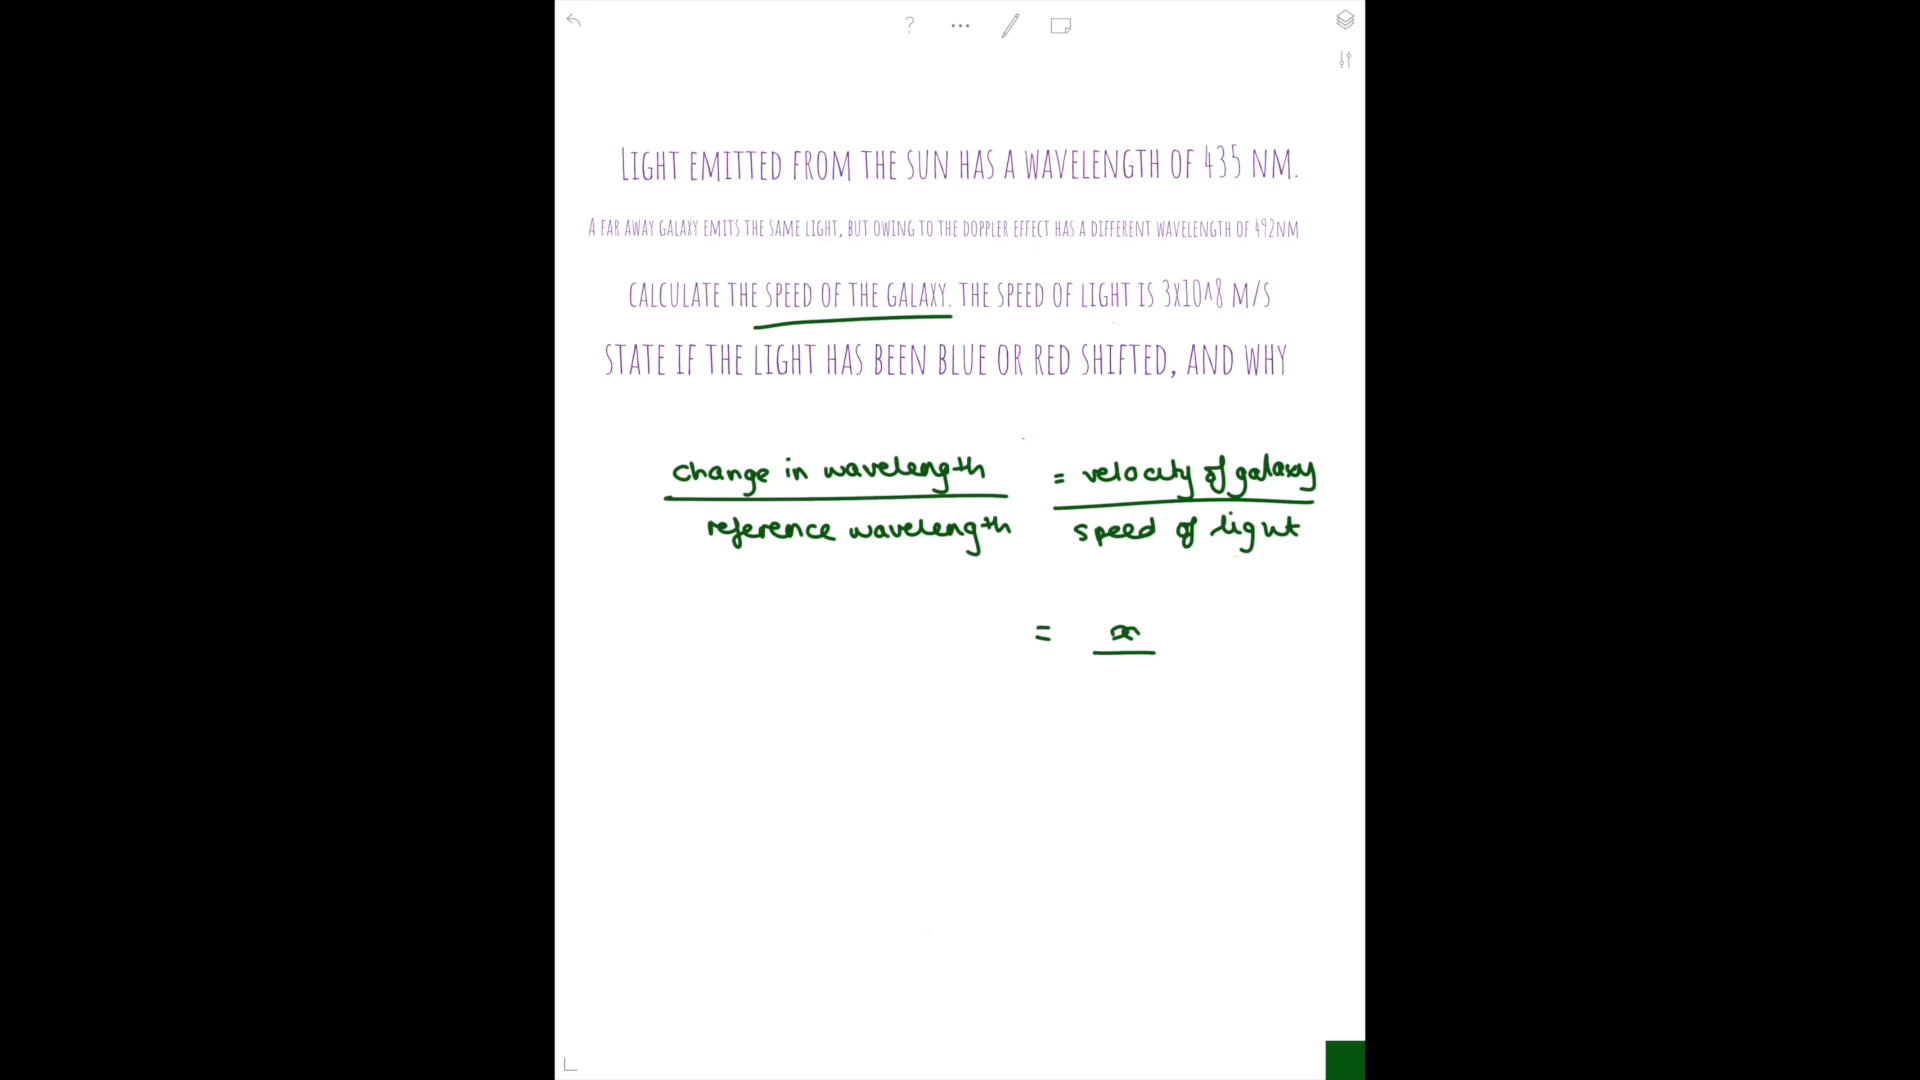 LIGHT EMITTED FROM THE SUN HAS A WAVELENGTH OF 435 NM.
A FAR AWAY GALAXY EMITS THE SAME LIGHT, BUT OWING TO THE DOPPLER EFFECT HAS A DIFFERENT WAVELENGTH OF 492NM
CALCULATE THE SPEED OF THE GALAXY. THE SPEED OF LIGHT IS 3X10^8 M/S
STATE IF THE LIGHT HAS BEEN BLUE OR RED SHIFTED, AND WHY
change in wavelength = velocity of galaxy
reference wavelength speed of light
= x